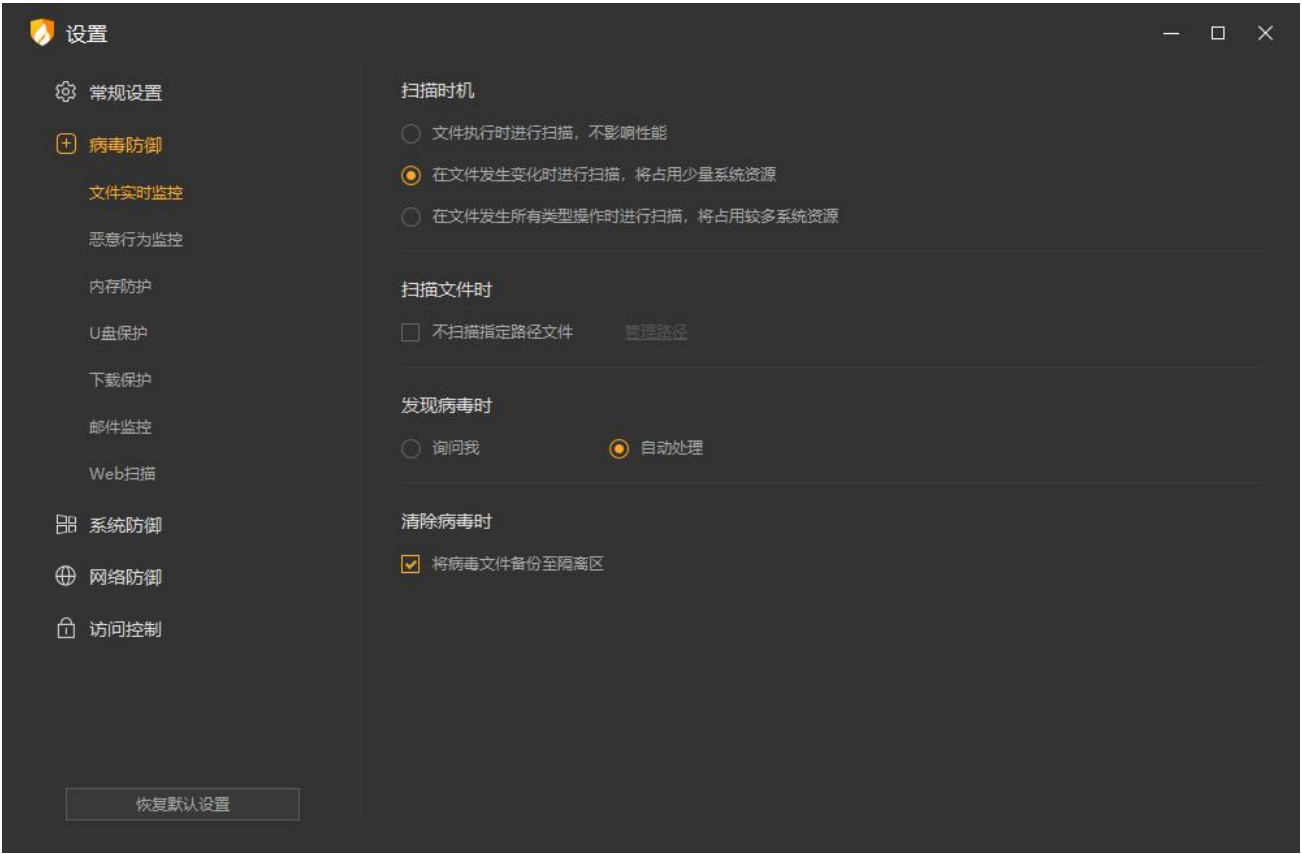 设置
常规设置
病毒防御
文件实时监控
恶意行为监控
内存防护
U盘保护
下载保护
邮件监控
Web扫描
系统防御
网络防御
访问控制
恢复默认设置
扫描时机
文件执行时进行扫描，不影响性能
在文件发生变化时进行扫描，将占用少量系统资源
在文件发生所有类型操作时进行扫描，将占用较多系统资源
扫描文件时
不扫描指定路径文件 管理路径
发现病毒时
询问我 自动处理
清除病毒时
将病毒文件备份至隔离区